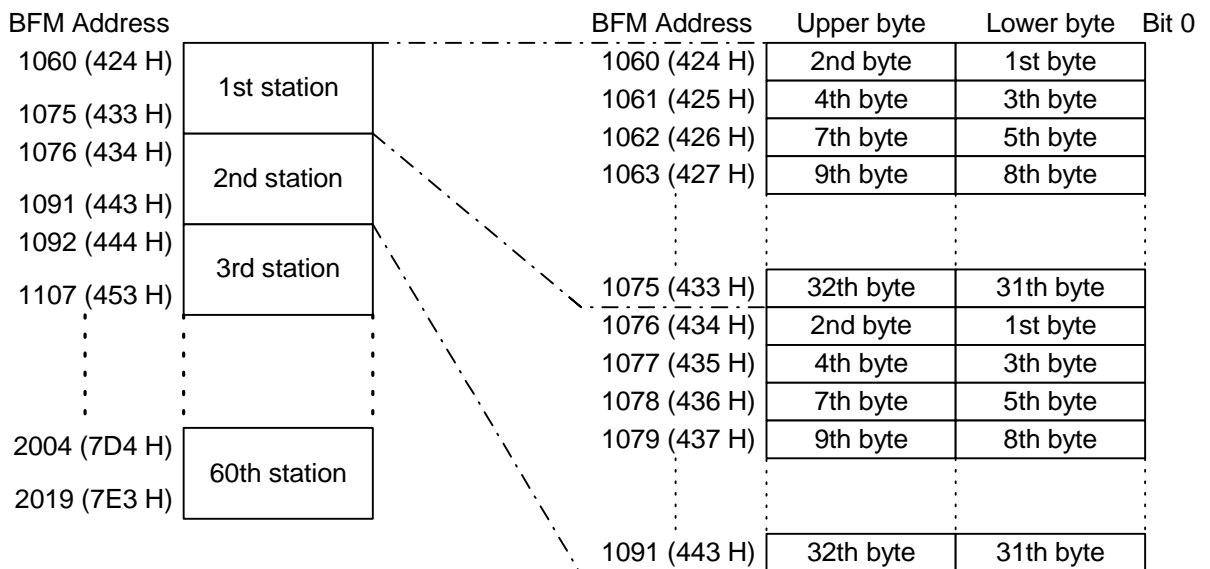 BFM Address
1060 (424 H)
1st station
1075 (433 H)
1076 (434 H)
2nd station
1091 (443 H)
1092 (444 H)
3rd station
1107 (453 H)
2004 (7D4 H)
60th station
2019 (7E3 H)
BFM Address Upper byte Lower byte Bit 0
1060 (424 H) 2nd byte 1st byte
1061 (425 H) 4th byte 3th byte
1062 (426 H) 7th byte 5th byte
1063 (427 H) 9th byte 8th byte
1075 (433 H) 32th byte 31th byte
1076 (434 H) 2nd byte 1st byte
1077 (435 H) 4th byte 3th byte
1078 (436 H) 7th byte 5th byte
1079 (437 H) 9th byte 8th byte
1091 (443 H) 32th byte 31th byte